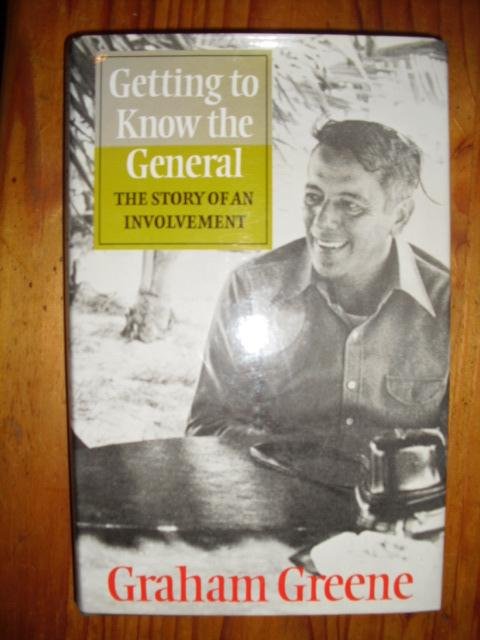 Getting to
Know the
General
THE STORY OF AN
INVOLVEMENT
Graham Greene